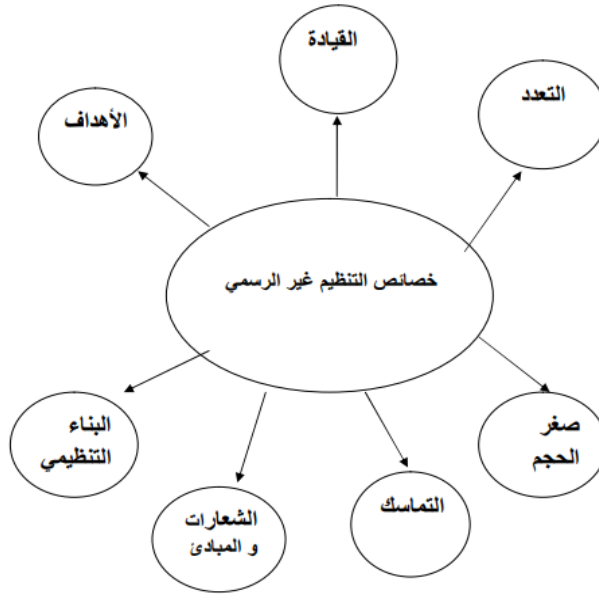 القيادة
التعدد
الأهداف
خصائص التنظيم غير الرسمي
صغر
الحجم
البناء
التنظيمي
التماسك
الشعارات
و المبادئ